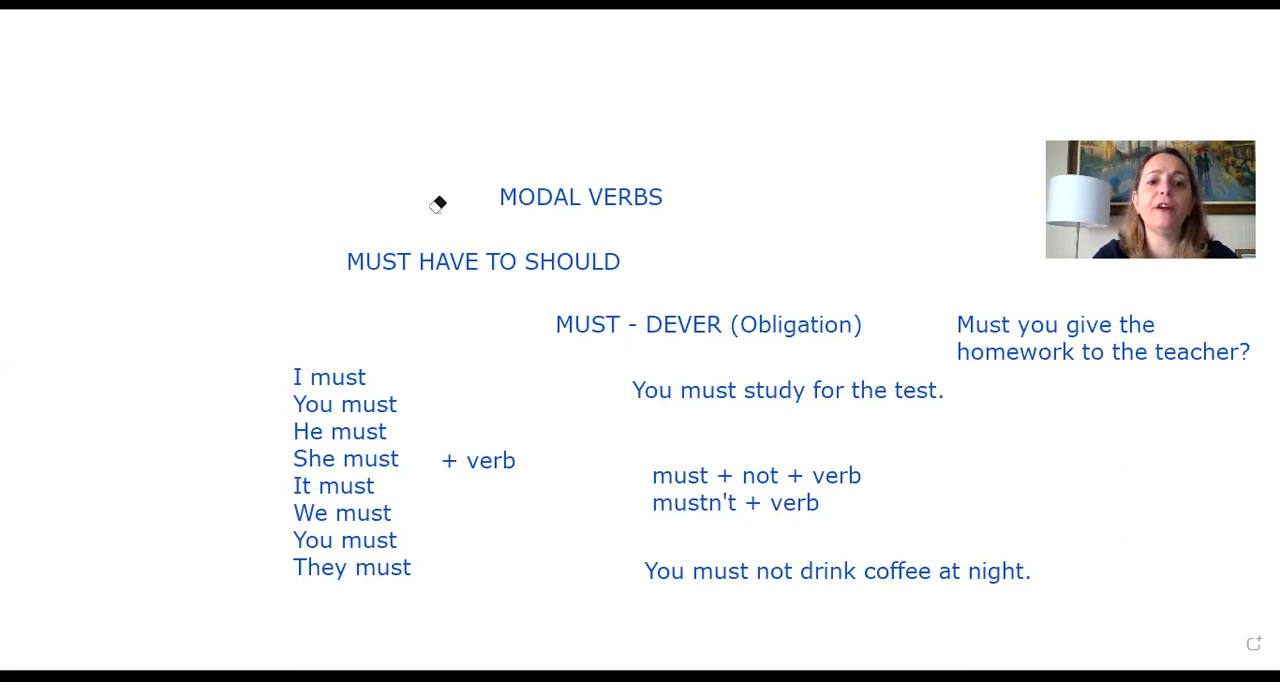 MODAL VERBS
MUST HAVE TO SHOULD
MUST - DEVER (Obligation)
Must you give the
homework to the teacher?
I must
You must
He must
She must
It must
We must
You must
They must
+ verb
You must study for the test.
must + not + verb
mustn't + verb
You must not drink coffee at night.